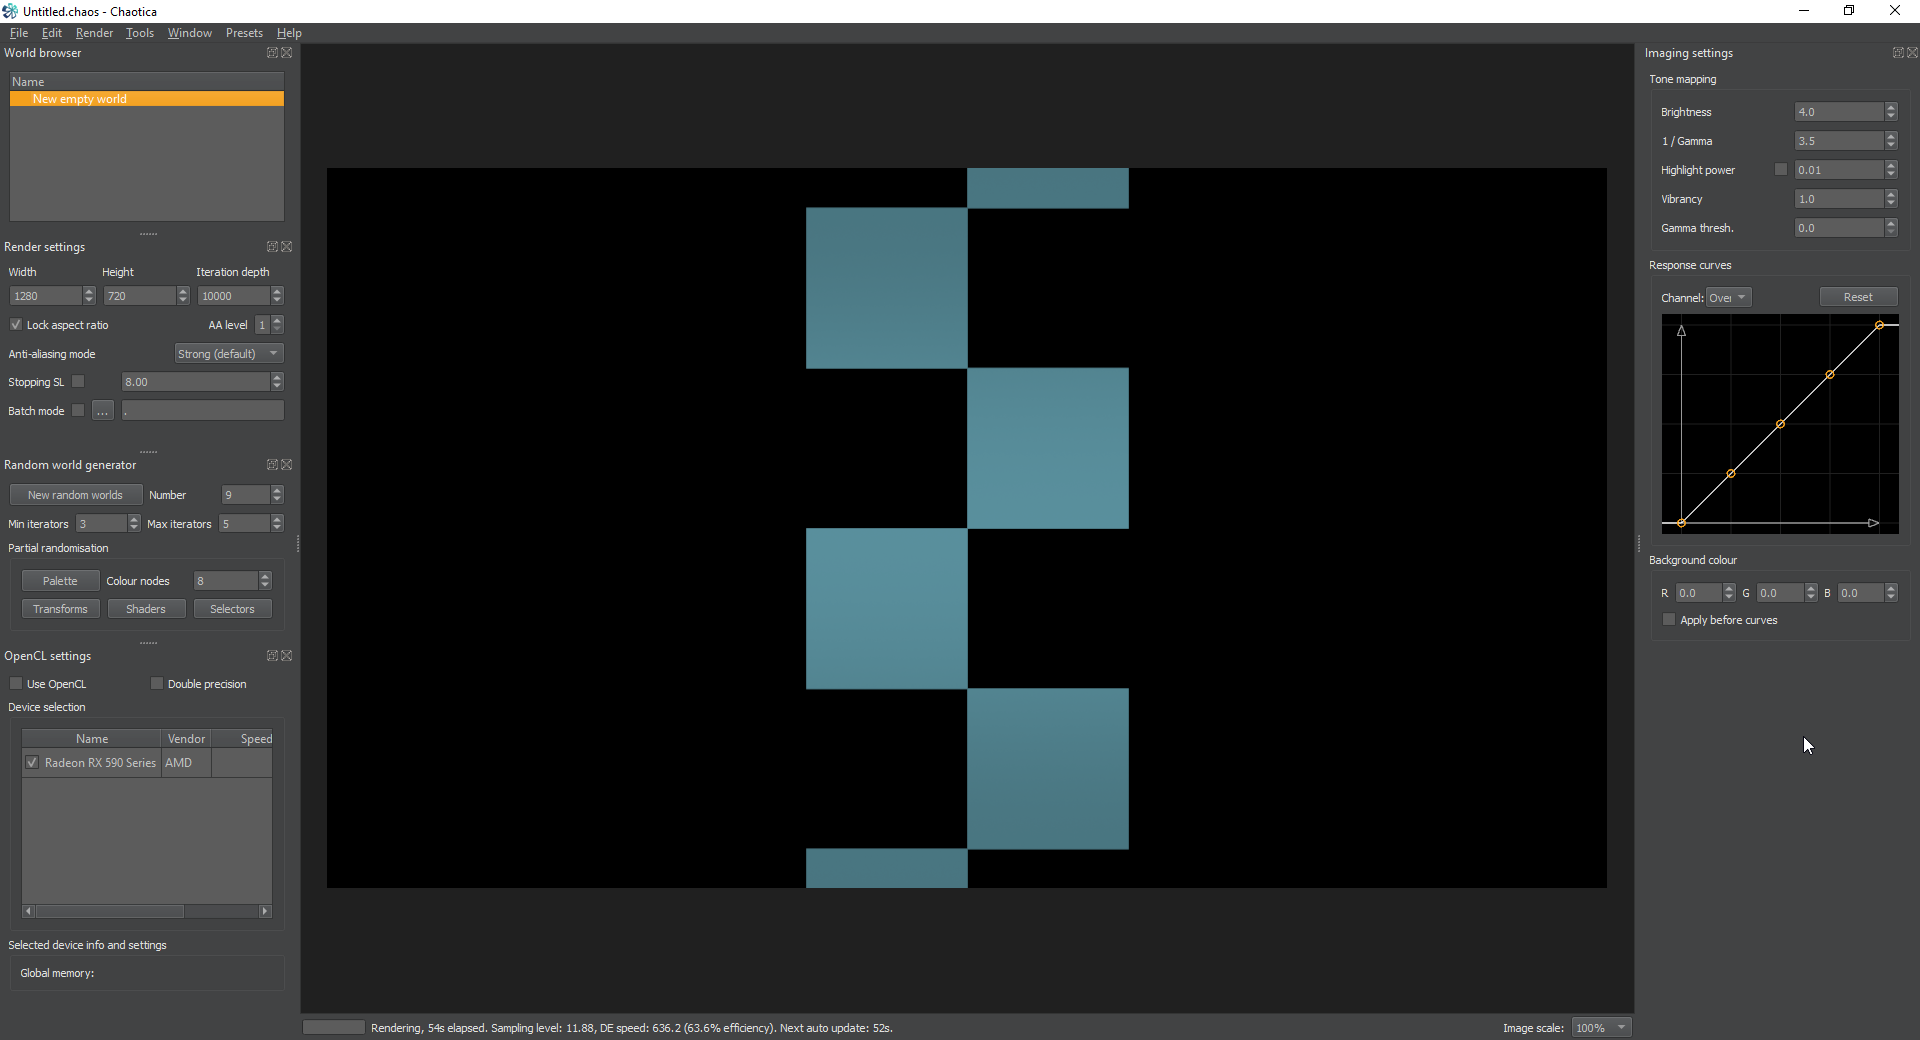 Untitled.chaos - Chaotica
File Edit Render Tools Window Presets Help
World browser
Name
New empty world
Render settings
Width Height Iteration depth
1280 720 10000
Lock aspect ratio AA level 1
Anti-aliasing mode Strong (default)
Stopping SL 8.00
Batch mode ... .
Random world generator
New random worlds Number 9
Min iterators 3 Max iterators 5
Partial randomisation
Palette Colour nodes 8
Transforms Shaders Selectors
OpenCL settings
Use OpenCL Double precision
Device selection
Name Vendor Speed
Radeon RX 590 Series AMD
Selected device info and settings
Global memory:
Rendering, 54s elapsed. Sampling level: 11.88, DE speed: 636.2 (63.6% efficiency). Next auto update: 52s.
Image scale: 100%
Imaging settings
Tone mapping
Brightness 4.0
1 / Gamma 3.5
Highlight power 0.01
Vibrancy 1.0
Gamma thresh. 0.0
Response curves
Channel: Over Reset
Background colour
R 0.0 G 0.0 B 0.0
Apply before curves